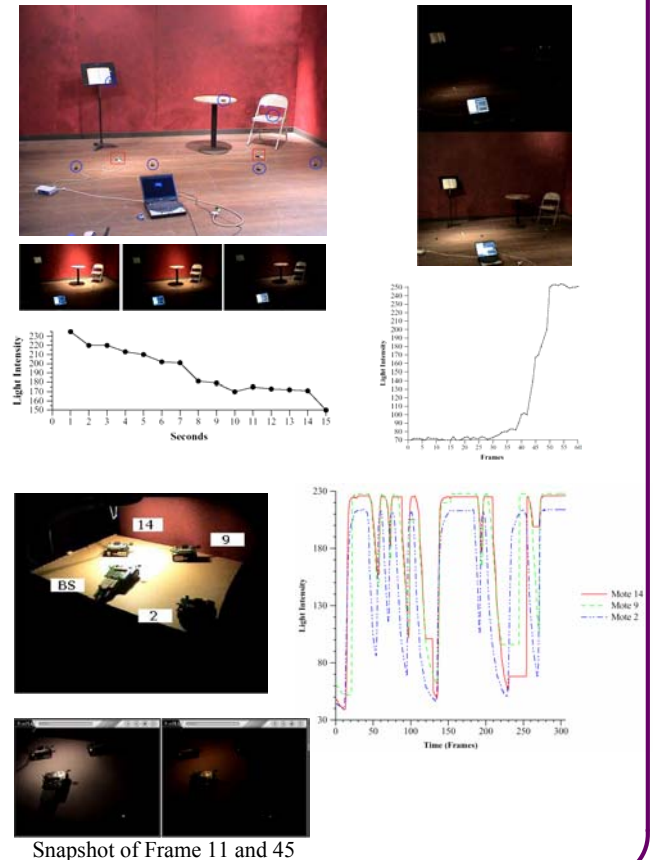 Light Intensity
230
220
210
200
190
180
170
160
150
0 1 2 3 4 5 6 7 8 9 10 11 12 13 14 15
Seconds
Light Intensity
250
240
230
220
210
200
190
180
170
160
150
140
130
120
110
100
90
80
70
0 5 10 15 20 25 30 35 40 45 50 55 60
Frames
14
9
BS
2
Light Intensity
230
180
130
80
30
0 50 100 150 200 250 300
Time (Frames)
Mote 14
Mote 9
Mote 2
Snapshot of Frame 11 and 45